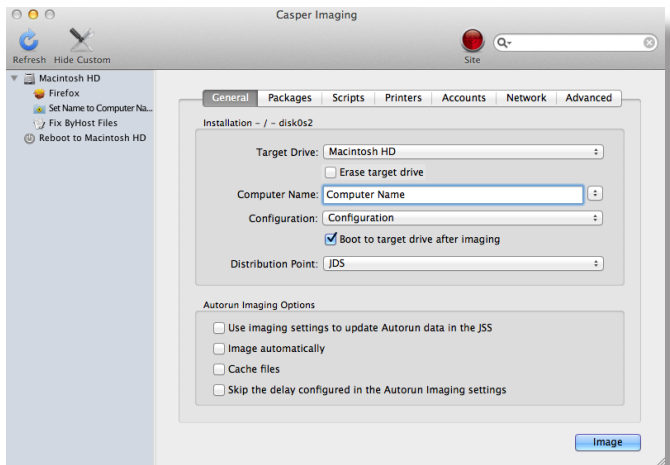 Casper Imaging
Refresh Hide Custom
Site
Macintosh HD
Firefox
Set Name to Computer Na...
Fix ByHost Files
Reboot to Macintosh HD
General Packages Scripts Printers Accounts Network Advanced
Installation - / - disk0s2
Target Drive: Macintosh HD
Erase target drive
Computer Name: Computer Name
Configuration: Configuration
Boot to target drive after imaging
Distribution Point: JDS
Autorun Imaging Options
Use imaging settings to update Autorun data in the JSS
Image automatically
Cache files
Skip the delay configured in the Autorun Imaging settings
Image